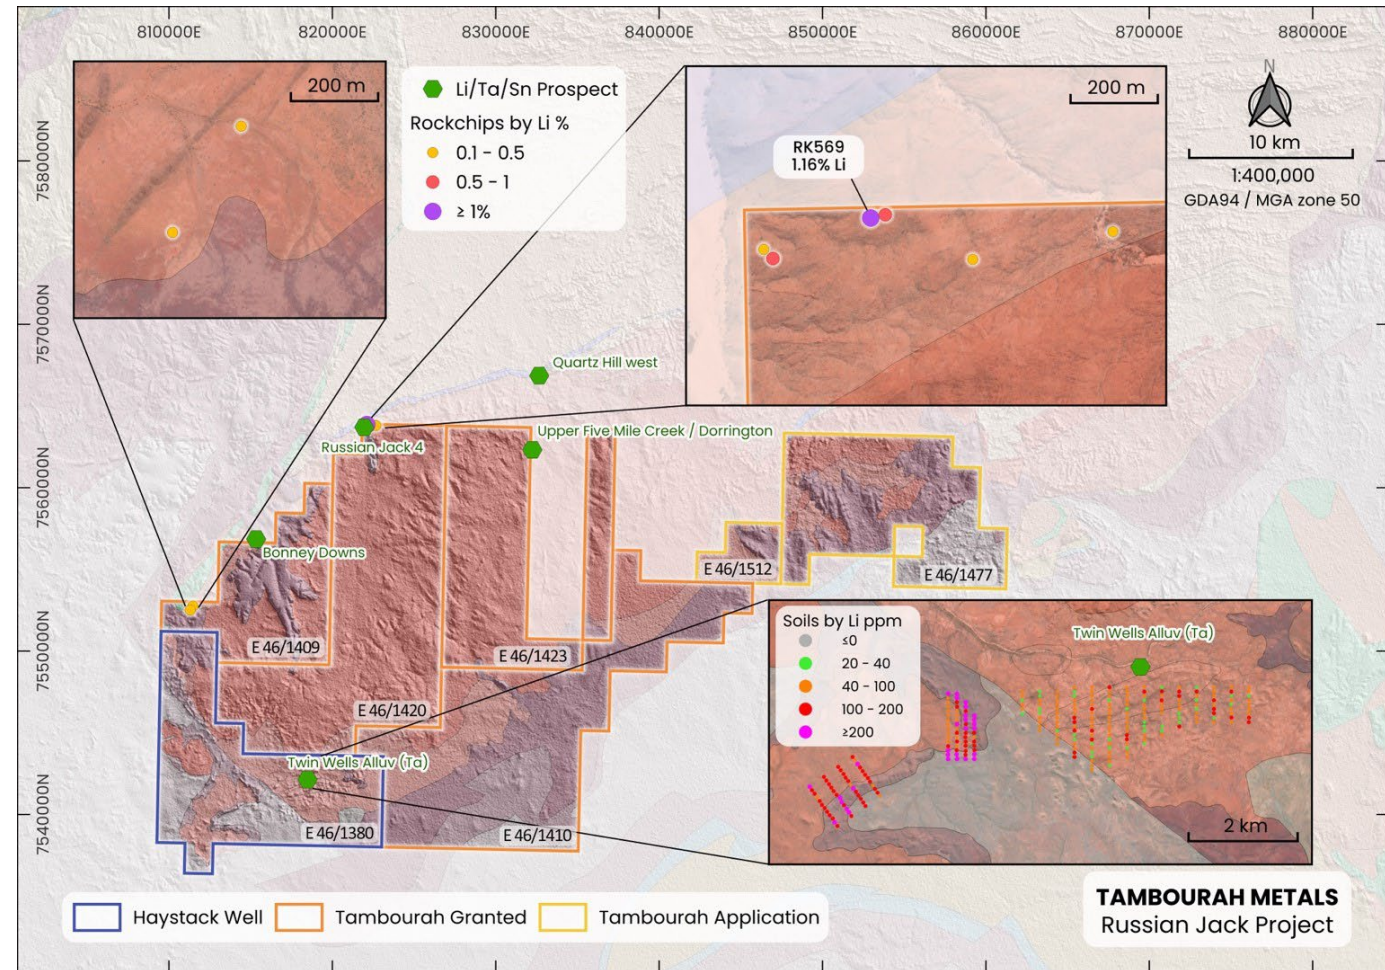 810000E
820000E
830000E
840000E
850000E
860000E
870000E
880000E
7580000N
7570000N
7560000N
7550000N
7540000N
200 m
Li/Ta/Sn Prospect
Rockchips by Li %
0.1 - 0.5
0.5 - 1
≥ 1%
200 m
RK569
1.16% Li
N
10 km
1:400,000
GDA94 / MGA zone 50
Quartz Hill west
Upper Five Mile Creek / Dorrington
Russian Jack 4
Bonney Downs
E 46/1512
E 46/1477
E 46/1409
E 46/1423
E 46/1420
Twin Wells Alluv (Ta)
E 46/1380
E 46/1410
Soils by Li ppm
≤0
20 - 40
40 - 100
100 - 200
≥200
Twin Wells Alluv (Ta)
2 km
Haystack Well
Tambourah Granted
Tambourah Application
TAMBOURAH METALS
Russian Jack Project